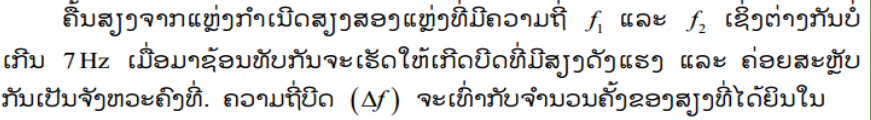 ຄື້ນສຽງຈາກແຫຼ່ງກຳເນີດສຽງສອງແຫຼ່ງທີ່ມີຄວາມຖີ່ f₁ ແລະ f₂ ເຊິ່ງຕ່າງກັນບໍ່
ເກີນ 7 Hz ເມື່ອມາຊ້ອນທັບກັນຈະເຮັດໃຫ້ເກີດບີດທີ່ມີສຽງດັງແຮງ ແລະ ຄ່ອຍສະຫຼັບ
ກັນເປັນຈັງຫວະຄົງທີ່. ຄວາມຖີ່ບີດ (Δf) ຈະເທົ່າກັບຈຳນວນຄັ້ງຂອງສຽງທີ່ໄດ້ຍິນໃນ